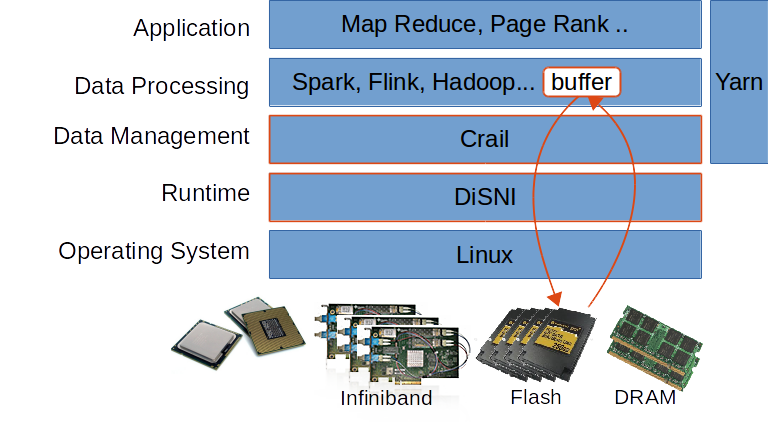 Application
Map Reduce, Page Rank ..
Data Processing
Spark, Flink, Hadoop...
buffer
Yarn
Data Management
Crail
Runtime
DiSNI
Operating System
Linux
Infiniband
Flash
DRAM